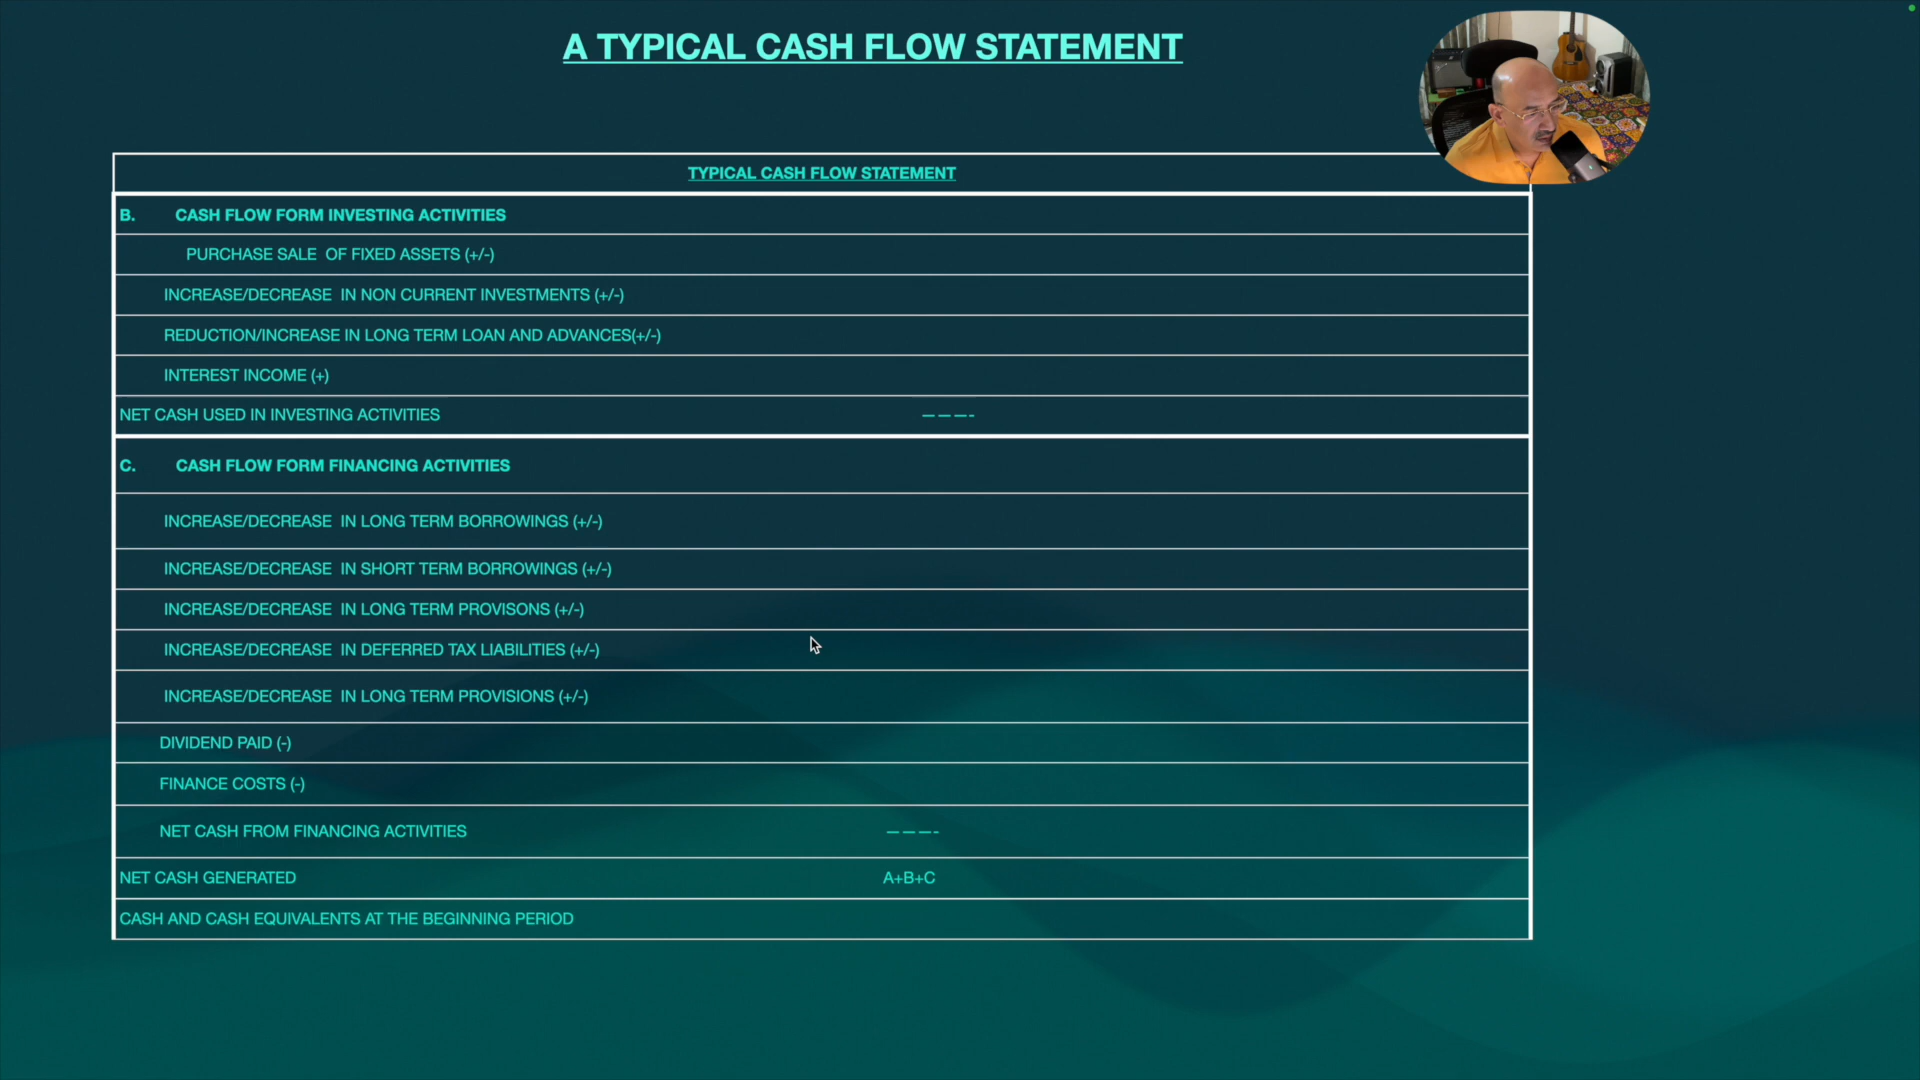 A TYPICAL CASH FLOW STATEMENT
TYPICAL CASH FLOW STATEMENT
B. CASH FLOW FORM INVESTING ACTIVITIES
PURCHASE SALE OF FIXED ASSETS (+/-)
INCREASE/DECREASE IN NON CURRENT INVESTMENTS (+/-)
REDUCTION/INCREASE IN LONG TERM LOAN AND ADVANCES(+/-)
INTEREST INCOME (+)
NET CASH USED IN INVESTING ACTIVITIES ———-
C. CASH FLOW FORM FINANCING ACTIVITIES
INCREASE/DECREASE IN LONG TERM BORROWINGS (+/-)
INCREASE/DECREASE IN SHORT TERM BORROWINGS (+/-)
INCREASE/DECREASE IN LONG TERM PROVISONS (+/-)
INCREASE/DECREASE IN DEFERRED TAX LIABILITIES (+/-)
INCREASE/DECREASE IN LONG TERM PROVISIONS (+/-)
DIVIDEND PAID (-)
FINANCE COSTS (-)
NET CASH FROM FINANCING ACTIVITIES ———-
NET CASH GENERATED A+B+C
CASH AND CASH EQUIVALENTS AT THE BEGINNING PERIOD